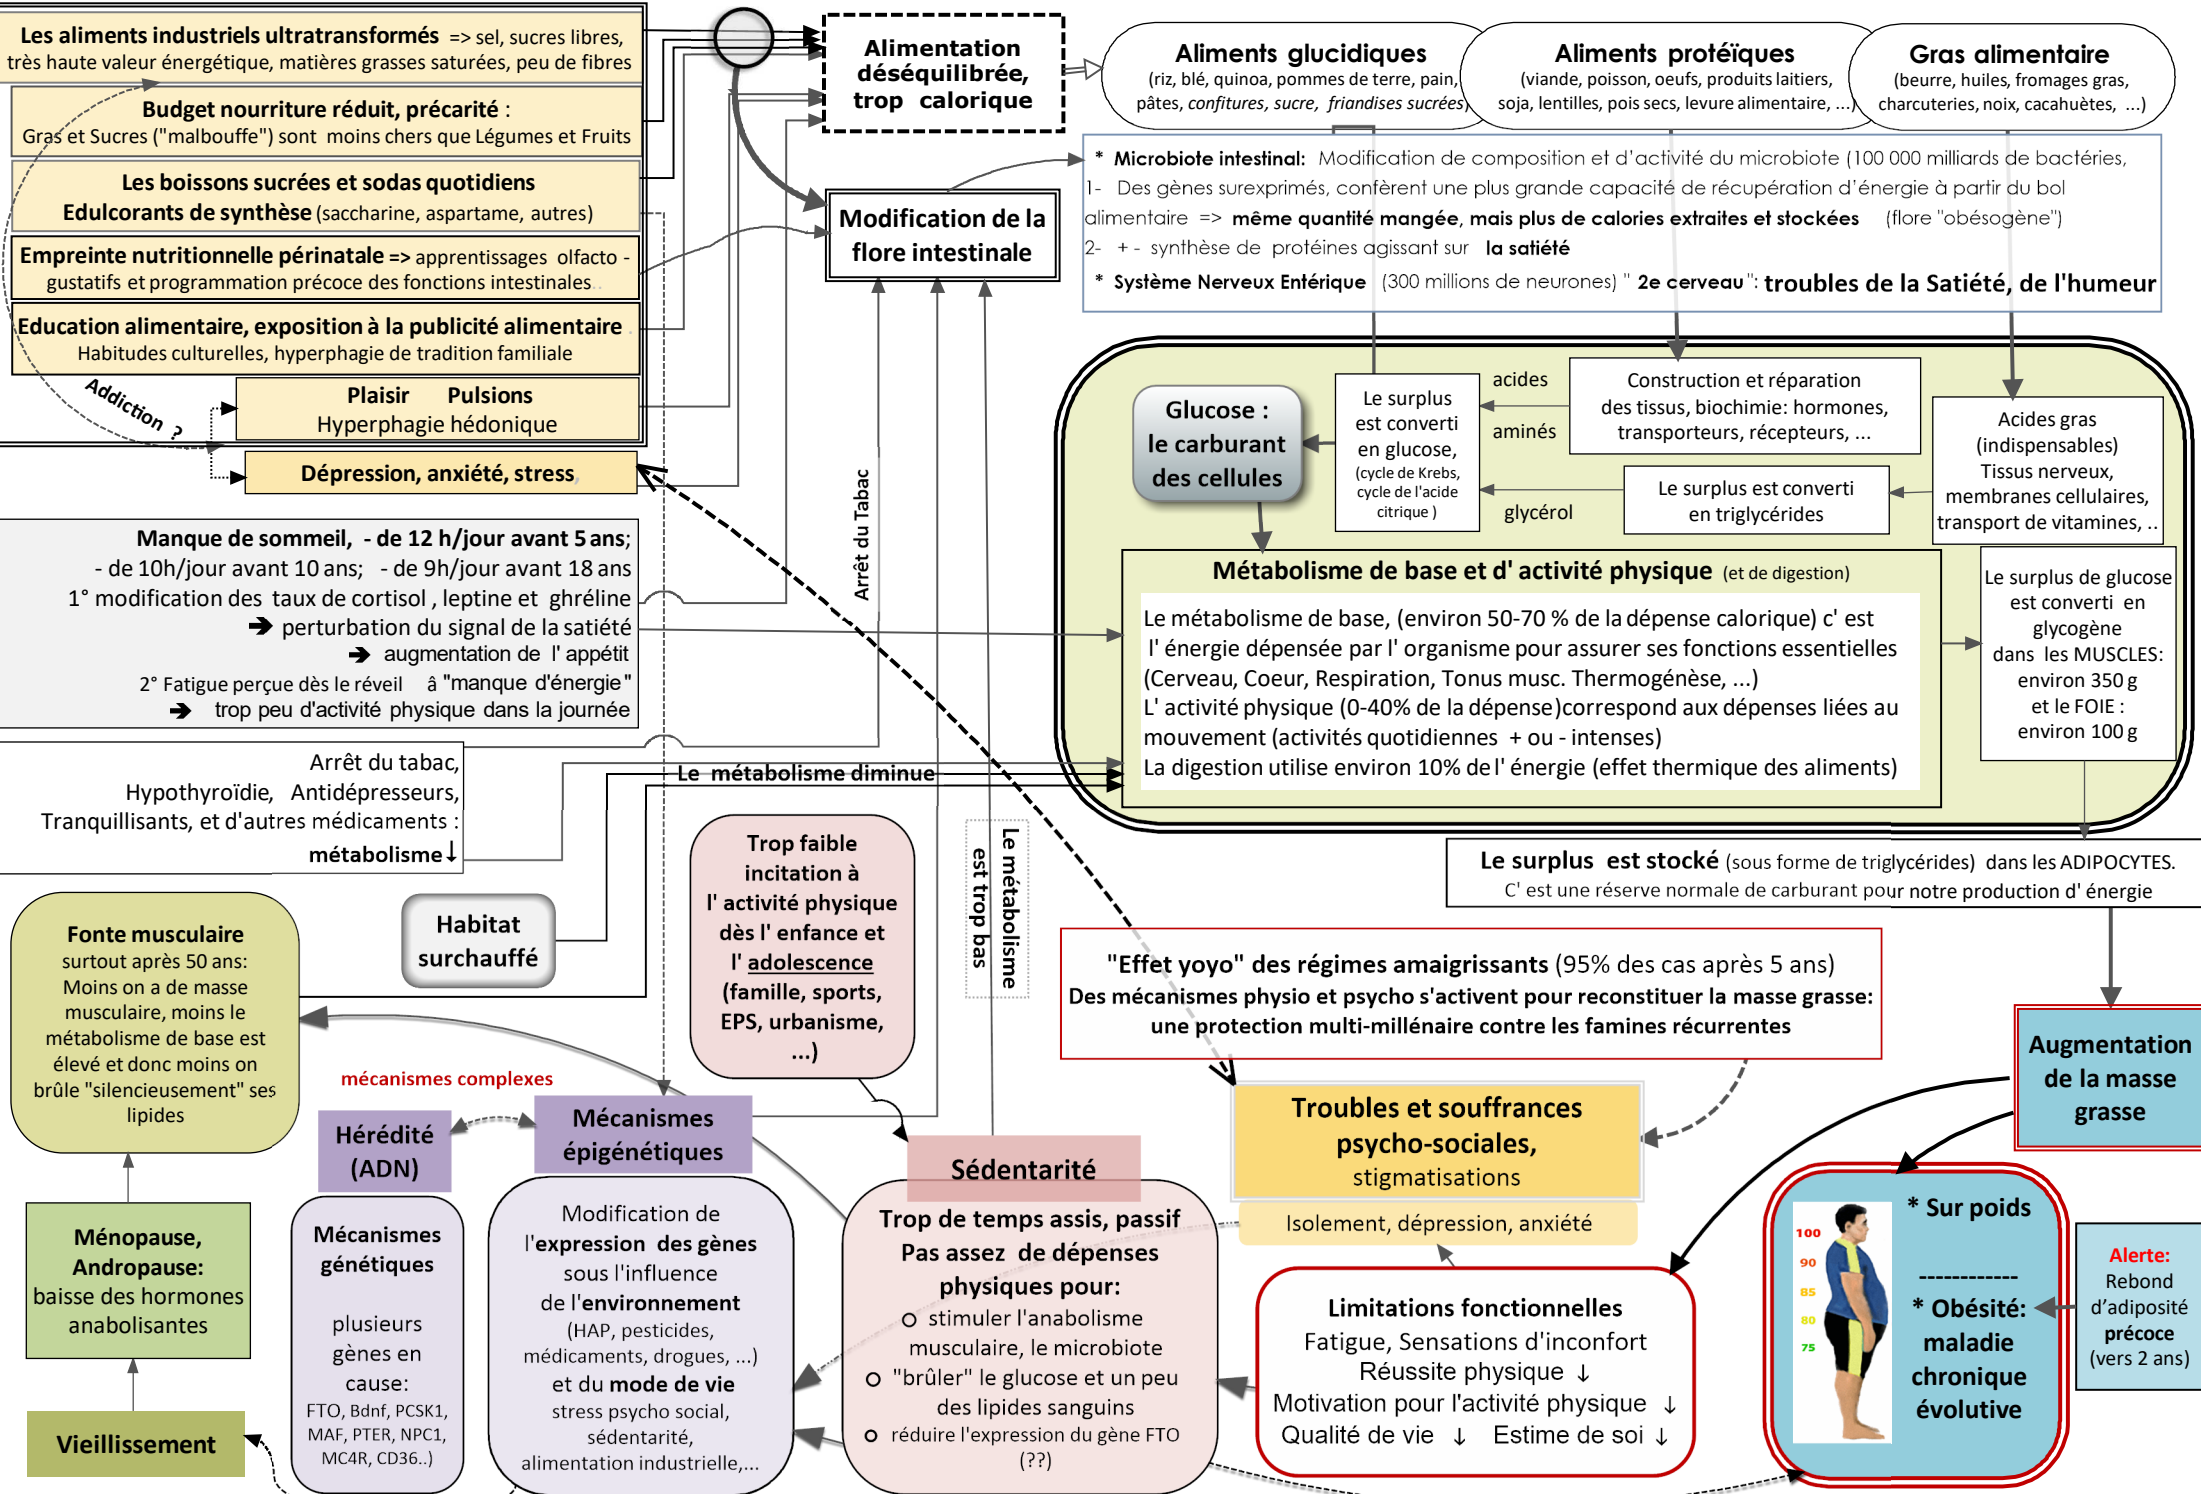 Les aliments industriels ultratransformés => sel, sucres libres,
très haute valeur énergétique, matières grasses saturées, peu de fibres
Budget nourriture réduit, précarité :
Gras et Sucres ("malbouffe") sont moins chers que Légumes et Fruits
Les boissons sucrées et sodas quotidiens
Edulcorants de synthèse (saccharine, aspartame, autres)
Empreinte nutritionnelle périnatale => apprentissages olfacto -
gustatifs et programmation précoce des fonctions intestinales..
Education alimentaire, exposition à la publicité alimentaire .
Habitudes culturelles, hyperphagie de tradition familiale
Plaisir Pulsions
Hyperphagie hédonique
Addiction ?
Dépression, anxiété, stress,
Alimentation
déséquilibrée,
trop calorique
Modification de la
flore intestinale
Aliments glucidiques
(riz, blé, quinoa, pommes de terre, pain,
pâtes, confitures, sucre, friandises sucrées)
Aliments protéïques
(viande, poisson, oeufs, produits laitiers,
soja, lentilles, pois secs, levure alimentaire, ...)
Gras alimentaire
(beurre, huiles, fromages gras,
charcuteries, noix, cacahuètes, ...)
* Microbiote intestinal: Modification de composition et d'activité du microbiote (100 000 milliards de bactéries,
1- Des gènes surexprimés, confèrent une plus grande capacité de récupération d'énergie à partir du bol
alimentaire => même quantité mangée, mais plus de calories extraites et stockées (flore "obésogène")
2- + - synthèse de protéines agissant sur la satiété
* Système Nerveux Entérique (300 millions de neurones) " 2e cerveau ": troubles de la Satiété, de l'humeur
Glucose :
le carburant
des cellules
Le surplus
est converti
en glucose,
(cycle de Krebs,
cycle de l'acide
citrique )
acides
aminés
glycérol
Construction et réparation
des tissus, biochimie: hormones,
transporteurs, récepteurs, ...
Le surplus est converti
en triglycérides
Acides gras
(indispensables)
Tissus nerveux,
membranes cellulaires,
transport de vitamines, ..
Métabolisme de base et d' activité physique (et de digestion)
Le métabolisme de base, (environ 50-70 % de la dépense calorique) c' est
l' énergie dépensée par l' organisme pour assurer ses fonctions essentielles
(Cerveau, Coeur, Respiration, Tonus musc. Thermogénèse, ...)
L' activité physique (0-40% de la dépense)correspond aux dépenses liées au
mouvement (activités quotidiennes + ou - intenses)
La digestion utilise environ 10% de l' énergie (effet thermique des aliments)
Le surplus de glucose
est converti en
glycogène
dans les MUSCLES:
environ 350 g
et le FOIE :
environ 100 g
Manque de sommeil, - de 12 h/jour avant 5 ans;
- de 10h/jour avant 10 ans; - de 9h/jour avant 18 ans
1° modification des taux de cortisol , leptine et ghréline
➔ perturbation du signal de la satiété
➔ augmentation de l' appétit
2° Fatigue perçue dès le réveil â "manque d'énergie"
➔ trop peu d'activité physique dans la journée
Arrêt du Tabac
Arrêt du tabac,
Hypothyroïdie, Antidépresseurs,
Tranquillisants, et d'autres médicaments :
métabolisme↓
Le métabolisme diminue
Habitat
surchauffé
Trop faible
incitation à
l' activité physique
dès l' enfance et
l' adolescence
(famille, sports,
EPS, urbanisme,
...)
Le métabolisme
est trop bas
Le surplus est stocké (sous forme de triglycérides) dans les ADIPOCYTES.
C' est une réserve normale de carburant pour notre production d' énergie
"Effet yoyo" des régimes amaigrissants (95% des cas après 5 ans)
Des mécanismes physio et psycho s'activent pour reconstituer la masse grasse:
une protection multi-millénaire contre les famines récurrentes
Augmentation
de la masse
grasse
Fonte musculaire
surtout après 50 ans:
Moins on a de masse
musculaire, moins le
métabolisme de base est
élevé et donc moins on
brûle "silencieusement" ses
lipides
mécanismes complexes
Hérédité
(ADN)
Mécanismes
épigénétiques
Sédentarité
Troubles et souffrances
psycho-sociales,
stigmatisations
Isolement, dépression, anxiété
Ménopause,
Andropause:
baisse des hormones
anabolisantes
Vieillissement
Mécanismes
génétiques
plusieurs
gènes en
cause:
FTO, Bdnf, PCSK1,
MAF, PTER, NPC1,
MC4R, CD36..)
Modification de
l'expression des gènes
sous l'influence
de l'environnement
(HAP, pesticides,
médicaments, drogues, ...)
et du mode de vie
stress psycho social,
sédentarité,
alimentation industrielle,...
Trop de temps assis, passif
Pas assez de dépenses
physiques pour:
o stimuler l'anabolisme
musculaire, le microbiote
o "brûler" le glucose et un peu
des lipides sanguins
o réduire l'expression du gène FTO
(??)
Limitations fonctionnelles
Fatigue, Sensations d'inconfort
Réussite physique ↓
Motivation pour l'activité physique ↓
Qualité de vie ↓ Estime de soi ↓
100
90
85
80
75
* Sur poids
------------
* Obésité:
maladie
chronique
évolutive
Alerte:
Rebond
d'adiposité
précoce
(vers 2 ans)